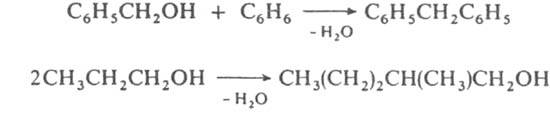 C₆H₅CH₂OH + C₆H₆ ⟶ C₆H₅CH₂C₆H₅
- H₂O
2CH₃CH₂CH₂OH ⟶ CH₃(CH₂)₂CH(CH₃)CH₂OH
- H₂O